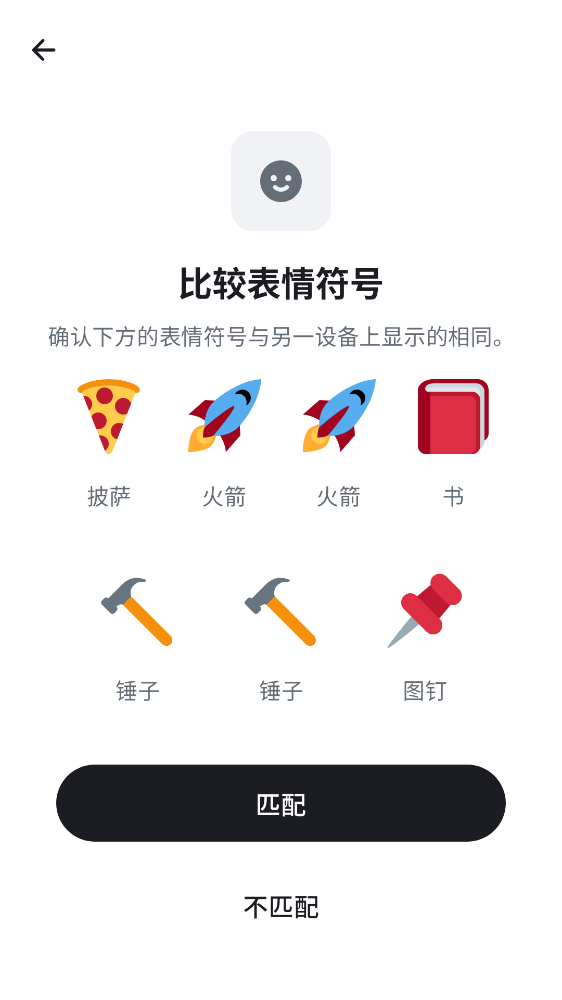 比较表情符号
确认下方的表情符号与另一设备上显示的相同。
披萨 火箭 火箭 书
锤子 锤子 图钉
匹配
不匹配